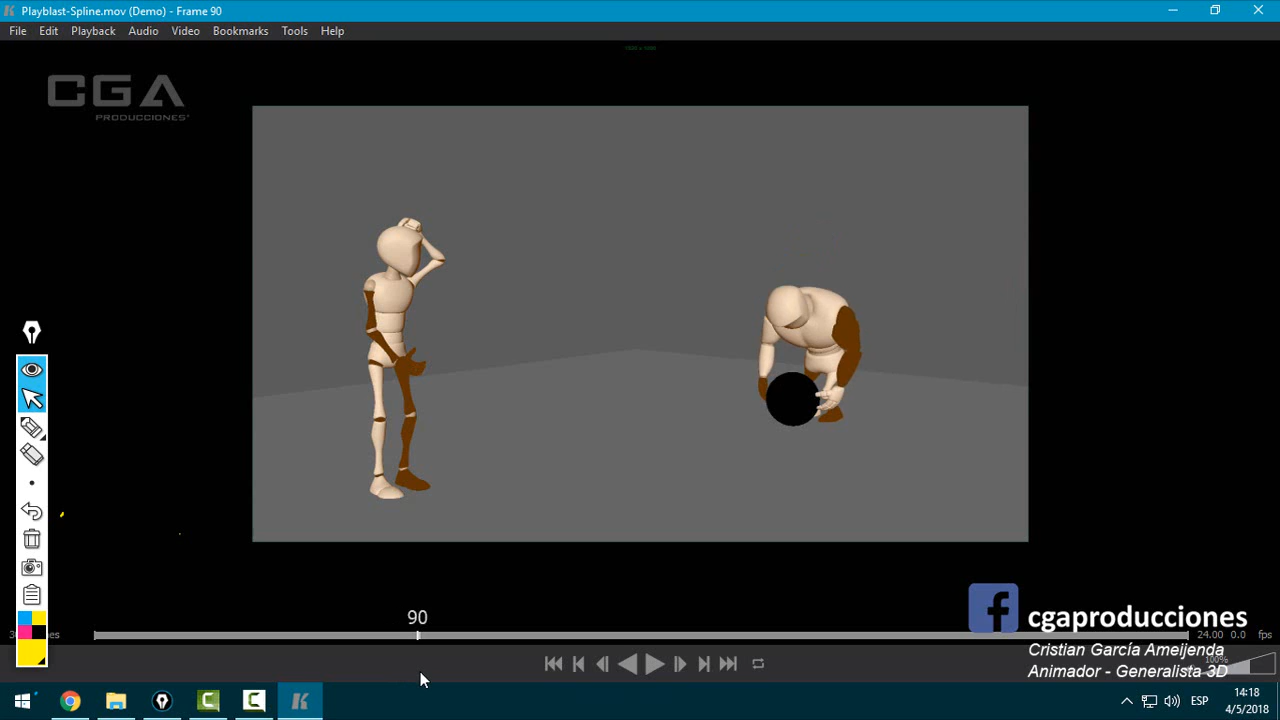 Playblast-Spline.mov (Demo) - Frame 90
File Edit Playback Audio Video Bookmarks Tools Help
CGA
PRODUCCIONES
90
24.00 0.0 fps
cgaproducciones
Cristian García Ameijenda
Animador - Generalista 3D
100%
ESP
14:18
4/5/2018